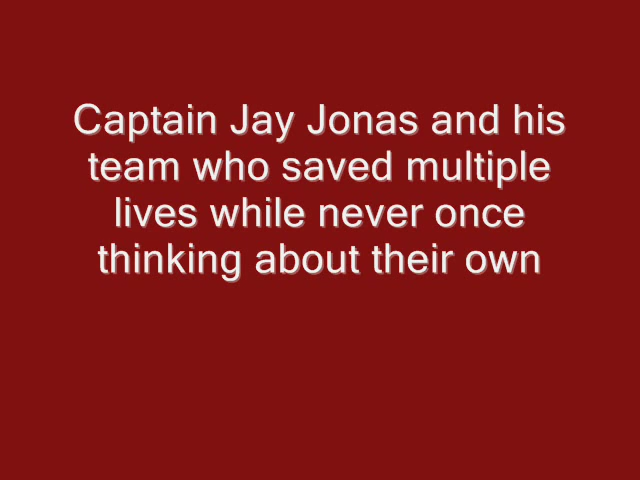 Captain Jay Jonas and his
team who saved multiple
lives while never once
thinking about their own